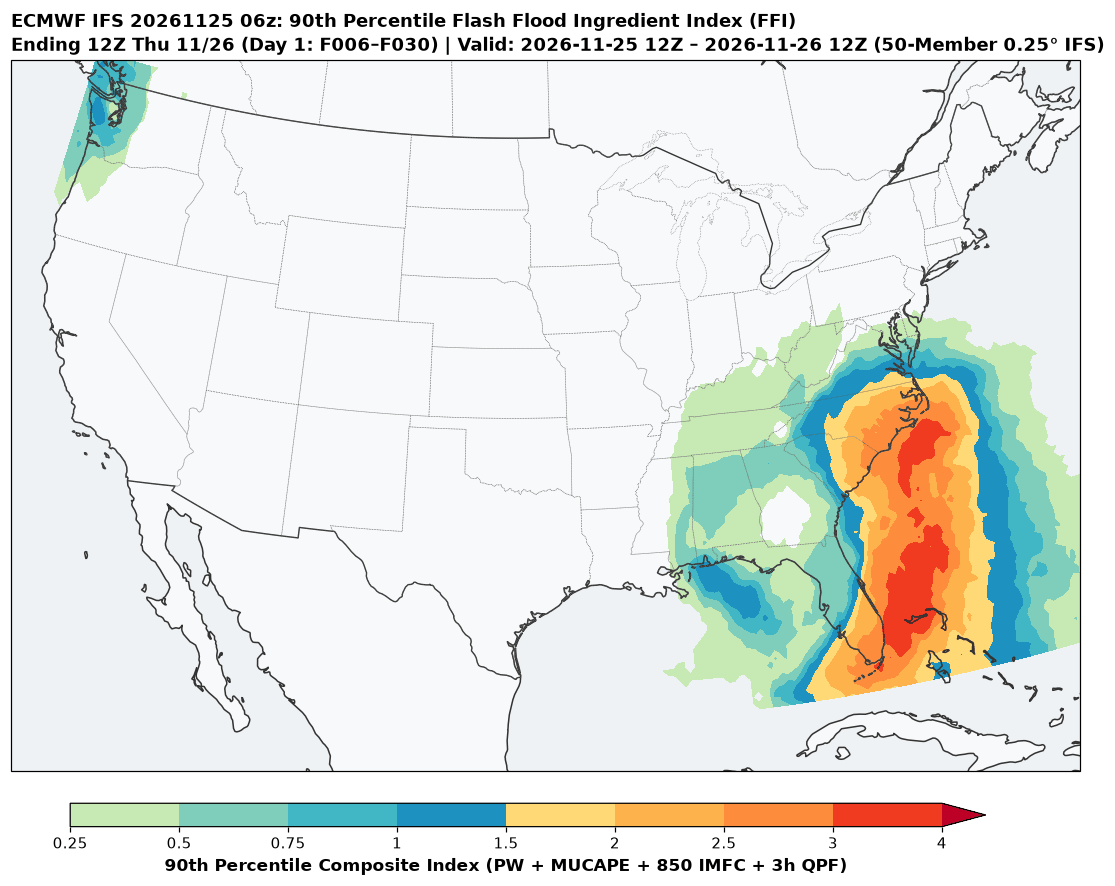 ECMWF IFS 20261125 06z: 90th Percentile Flash Flood Ingredient Index (FFI)
Ending 12Z Thu 11/26 (Day 1: F006–F030) | Valid: 2026-11-25 12Z – 2026-11-26 12Z (50-Member 0.25° IFS)
0.25 0.5 0.75 1 1.5 2 2.5 3 4
90th Percentile Composite Index (PW + MUCAPE + 850 IMFC + 3h QPF)